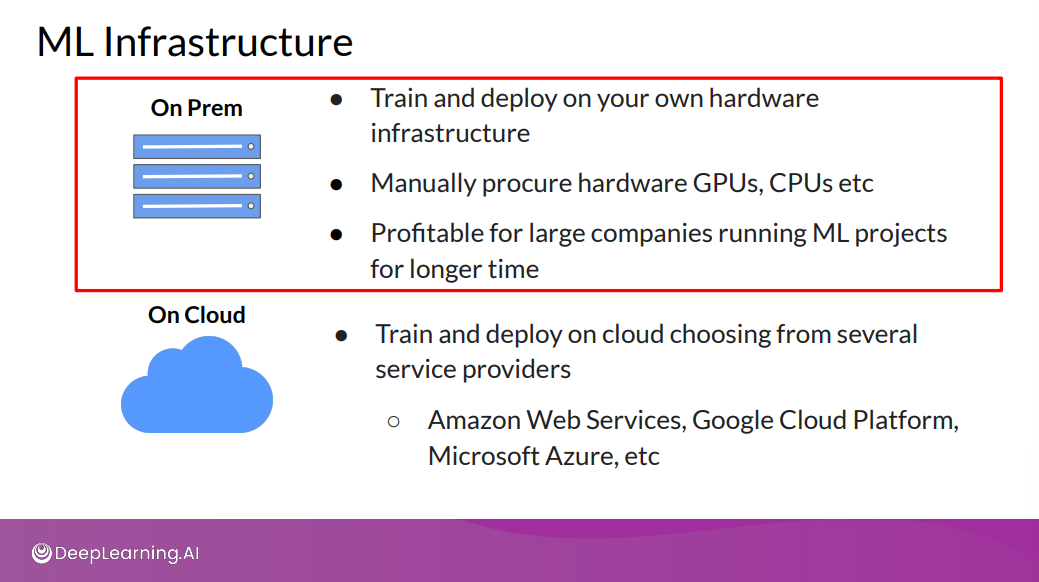 ML Infrastructure
On Prem
● Train and deploy on your own hardware
infrastructure
● Manually procure hardware GPUs, CPUs etc
● Profitable for large companies running ML projects
for longer time
On Cloud
● Train and deploy on cloud choosing from several
service providers
○ Amazon Web Services, Google Cloud Platform,
Microsoft Azure, etc
DeepLearning.AI